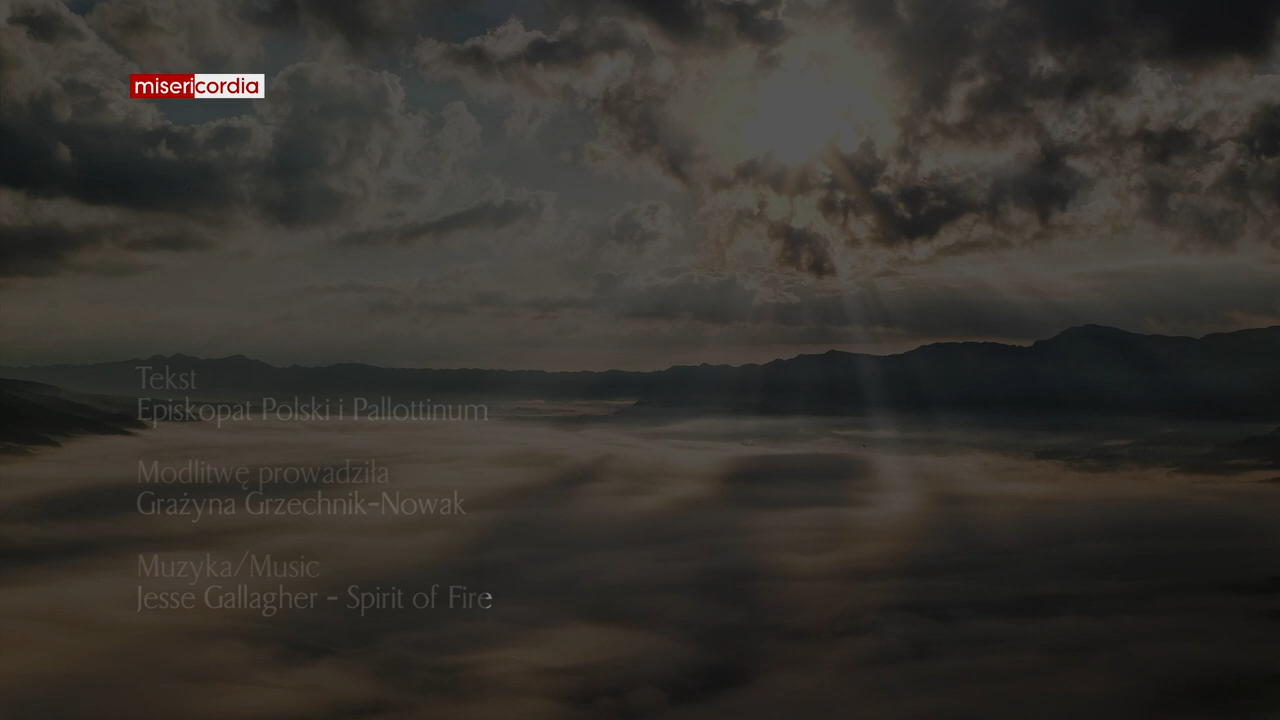 misericordia
Tekst
Episkopat Polski i Pallottinum
Modlitwę prowadziła
Grażyna Grzechnik-Nowak
Muzyka/Music
Jesse Gallagher - Spirit of Fire